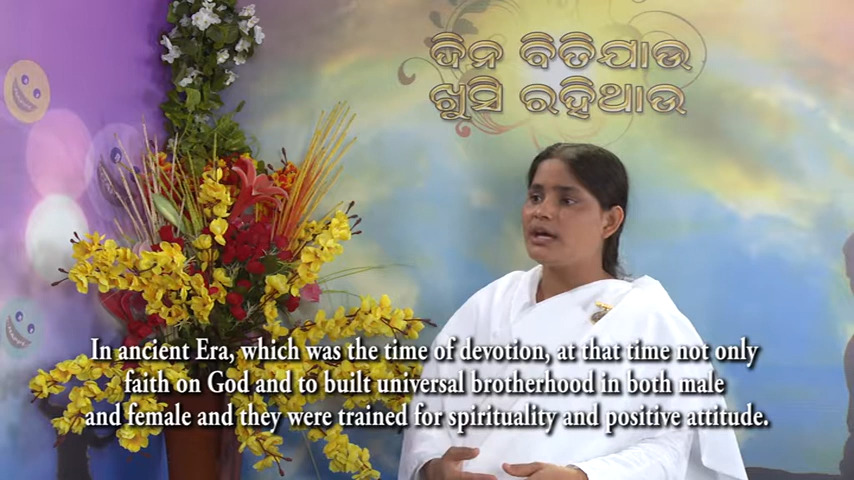 ଦିନ ବିତିଯାଉ
ଖୁସି ରହିଥାଉ
In ancient Era, which was the time of devotion, at that time not only
faith on God and to built universal brotherhood in both male
and female and they were trained for spirituality and positive attitude.